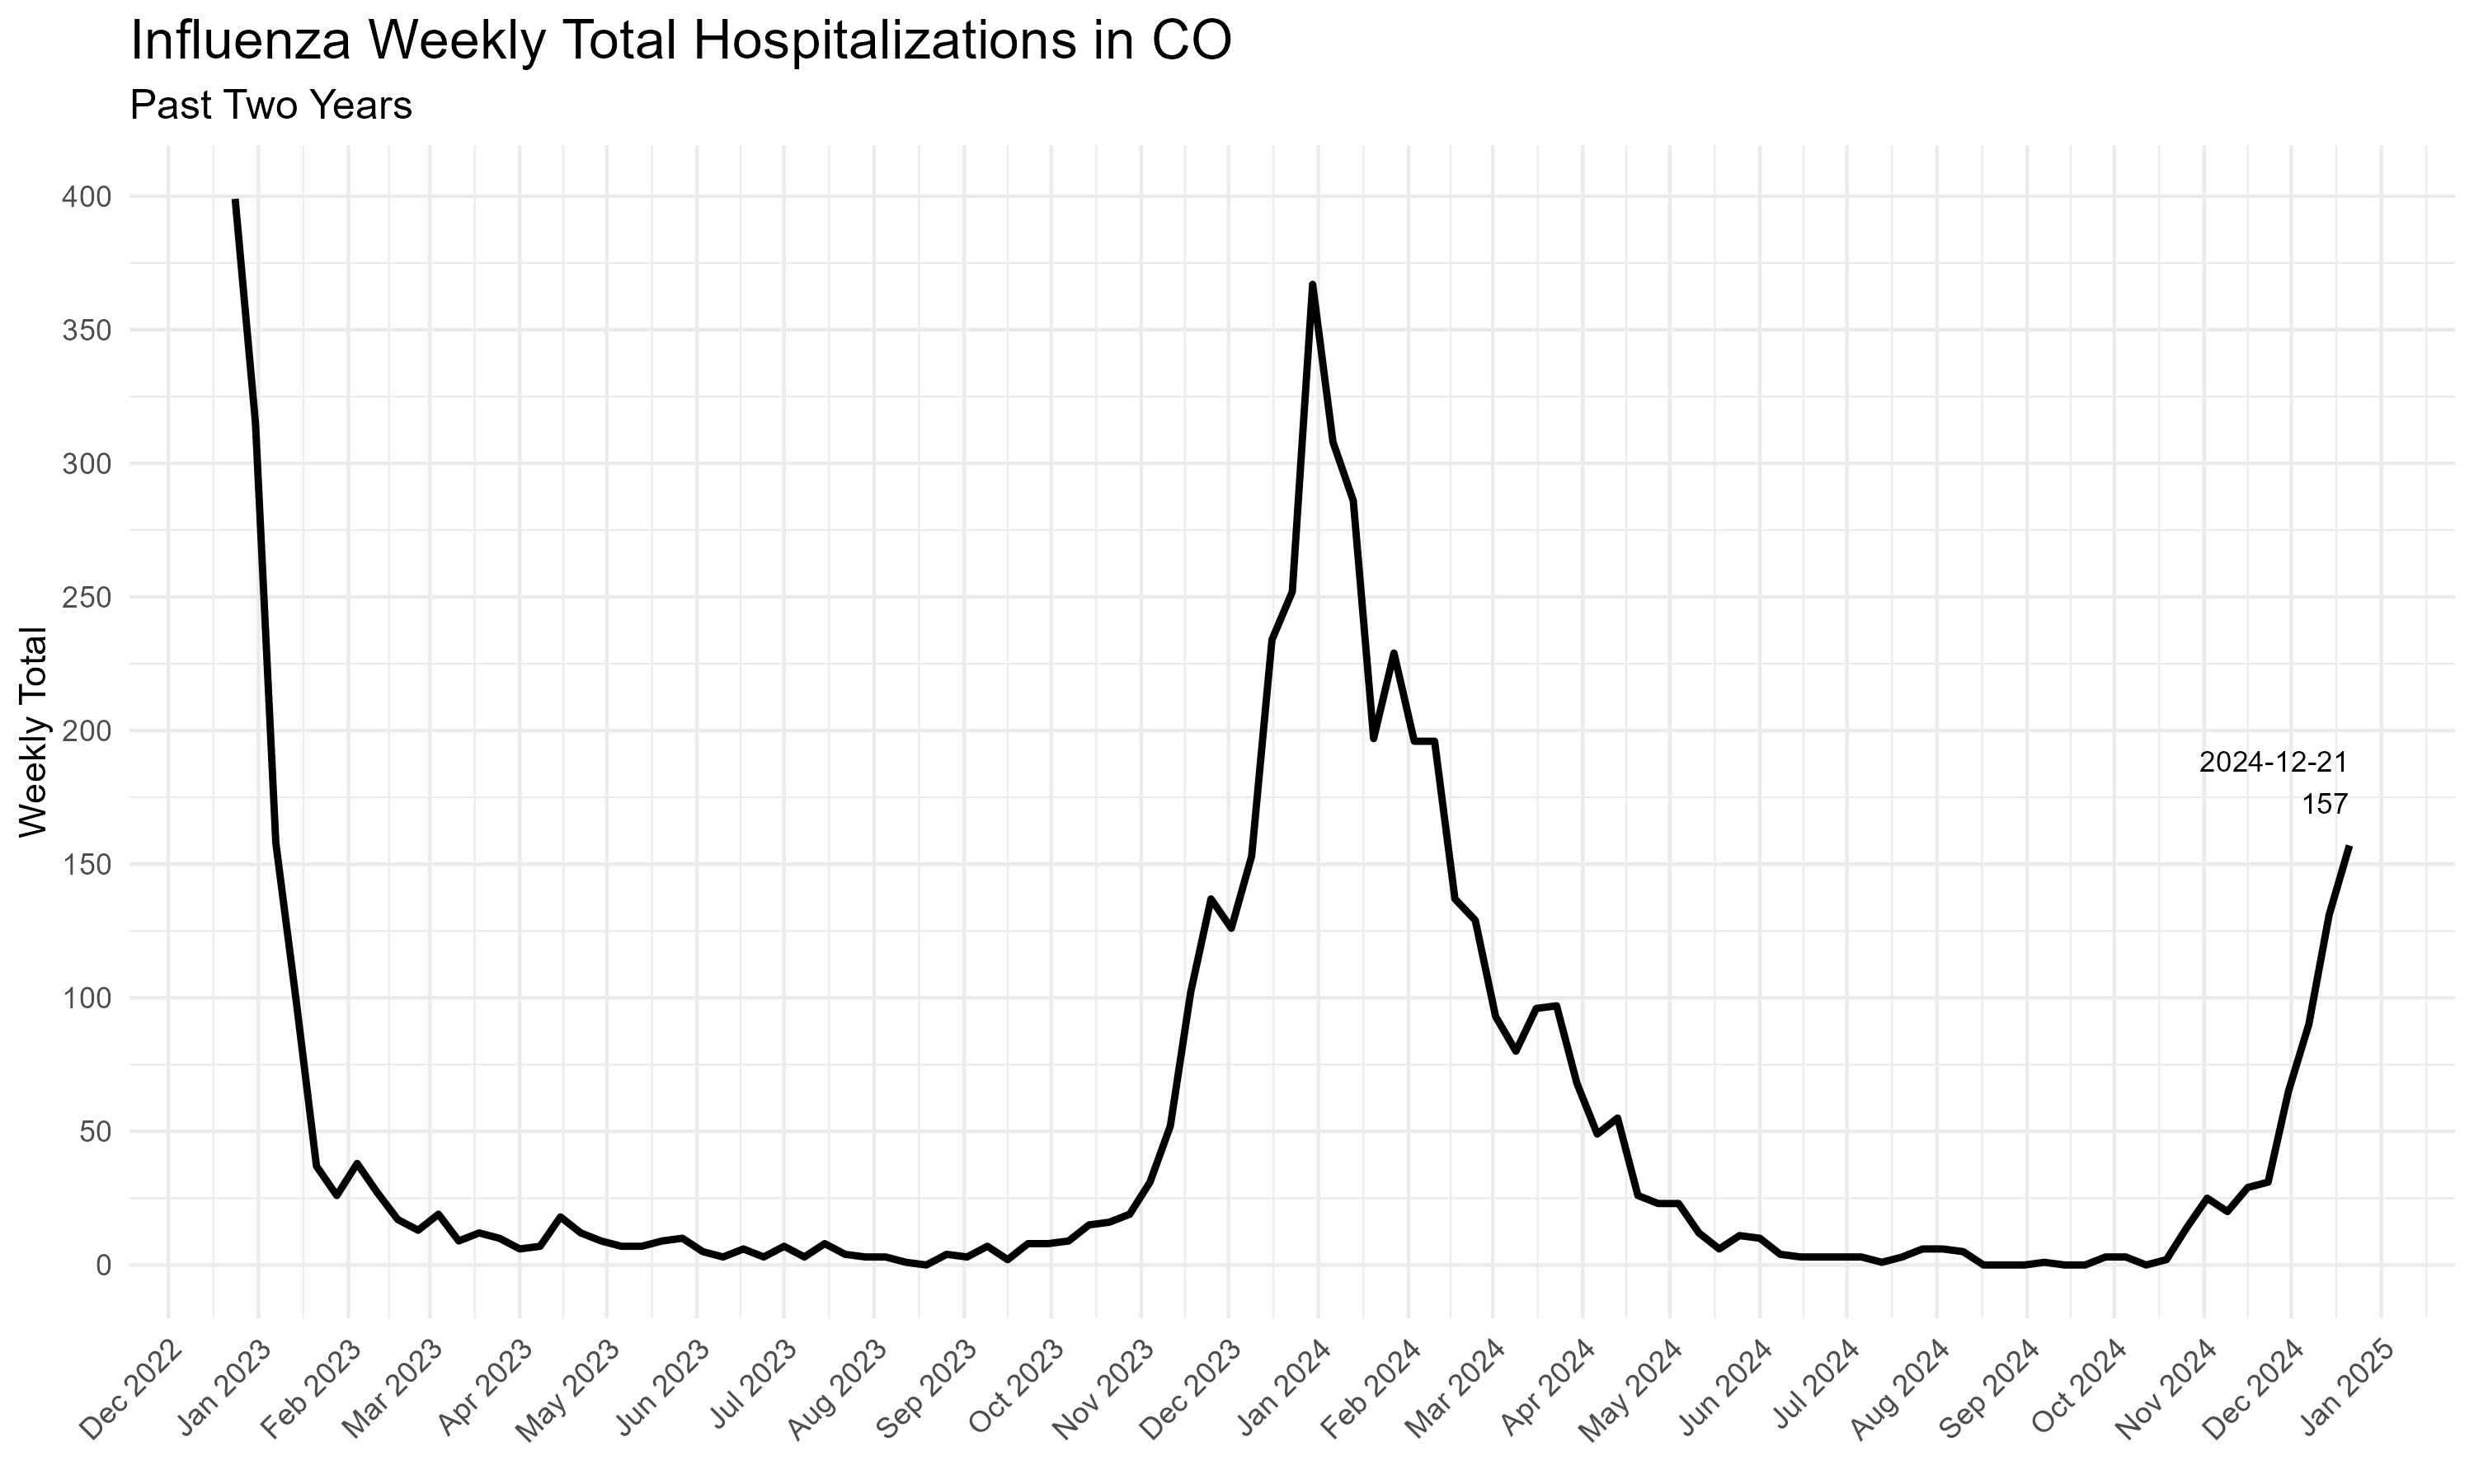 Influenza Weekly Total Hospitalizations in CO
Past Two Years
Weekly Total
400
350
300
250
200
150
100
50
0
2024-12-21
157
Dec 2022
Jan 2023
Feb 2023
Mar 2023
Apr 2023
May 2023
Jun 2023
Jul 2023
Aug 2023
Sep 2023
Oct 2023
Nov 2023
Dec 2023
Jan 2024
Feb 2024
Mar 2024
Apr 2024
May 2024
Jun 2024
Jul 2024
Aug 2024
Sep 2024
Oct 2024
Nov 2024
Dec 2024
Jan 2025